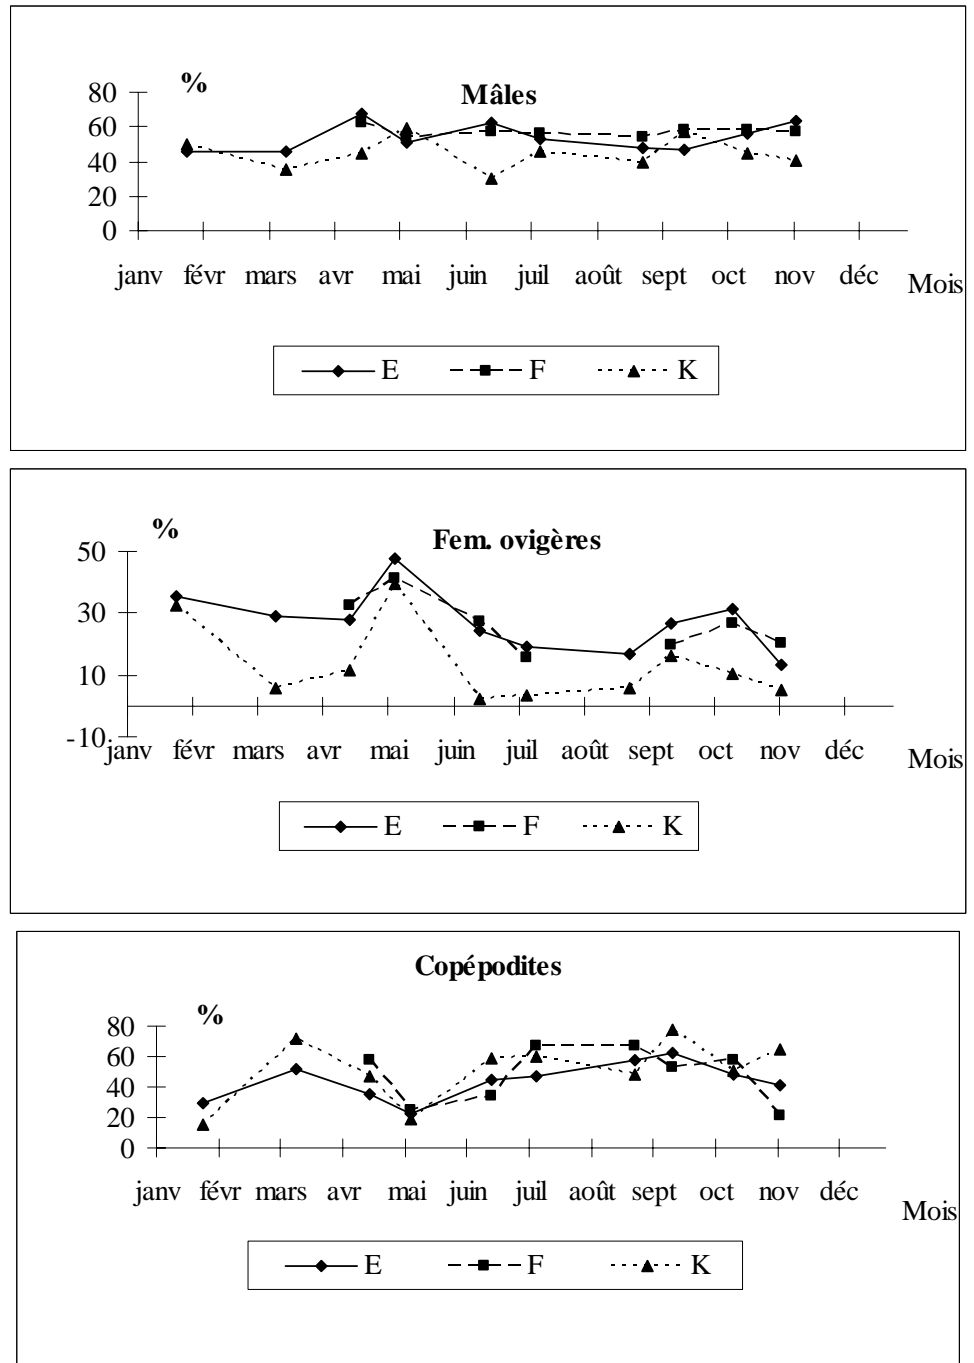 %
Mâles
80
60
40
20
0
janv févr mars avr mai juin juil août sept oct nov déc
Mois
E F K
%
Fem. ovigères
50
30
10
-10
janv févr mars avr mai juin juil août sept oct nov déc
Mois
E F K
Copépodites
%
80
60
40
20
0
janv févr mars avr mai juin juil août sept oct nov déc
Mois
E F K